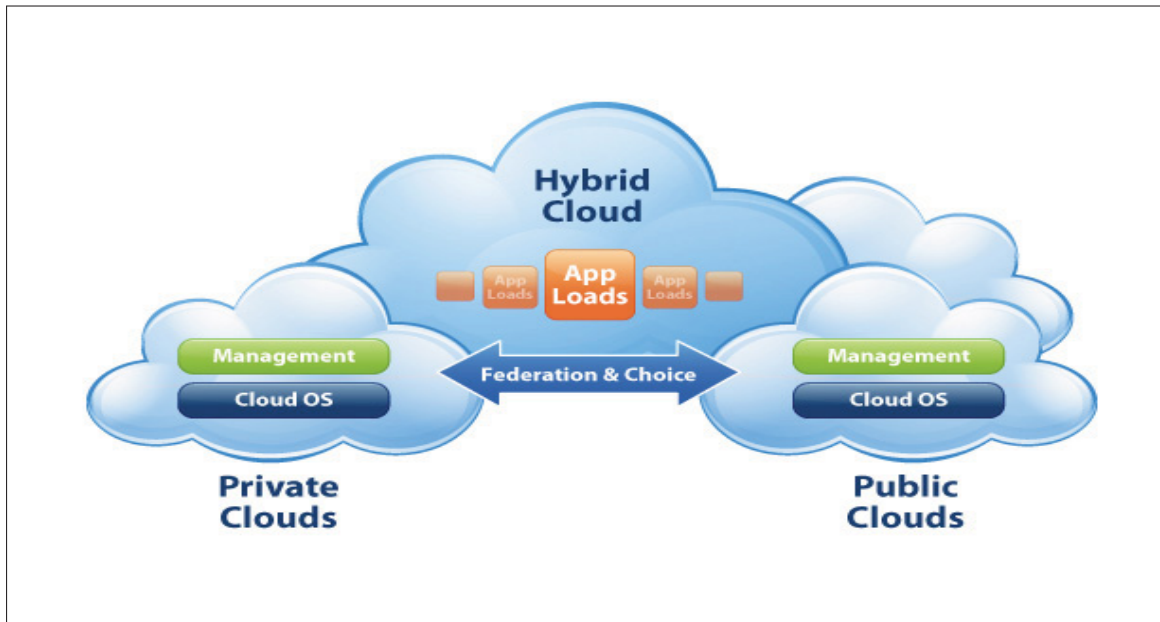 Hybrid
Cloud
App
Loads
App
Loads
App
Loads
Management
Cloud OS
Federation & Choice
Management
Cloud OS
Private
Clouds
Public
Clouds